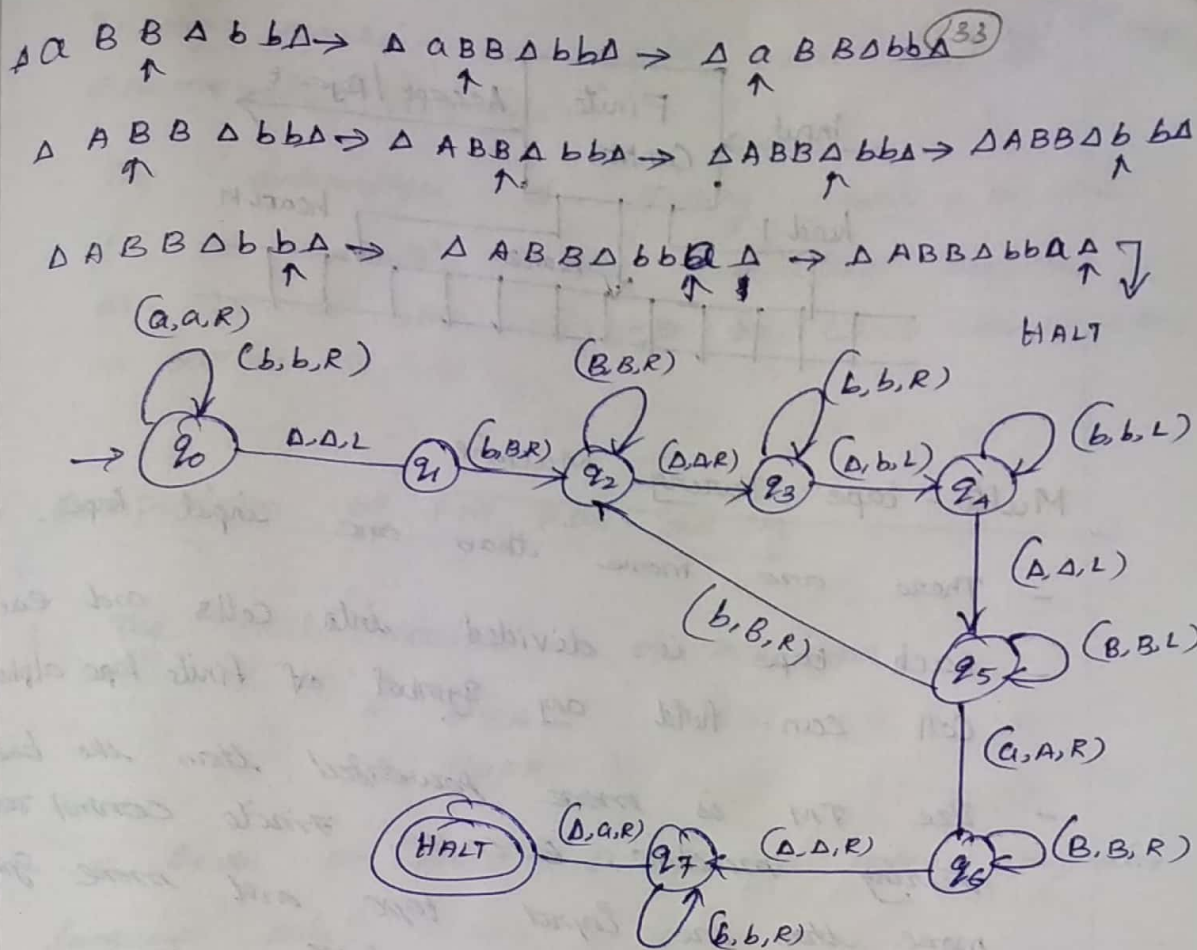 Δ a B B Δ b b Δ → Δ a B B Δ b b Δ → Δ a B B Δ b b Δ 133
↑ ↑ ↑
Δ A B B Δ b b Δ → Δ A B B Δ b b Δ → Δ A B B Δ b b Δ → Δ A B B Δ b b Δ
↑ ↑ ↑ ↑
Δ A B B Δ b b Δ → Δ A B B Δ b b a Δ → Δ A B B Δ b b a Δ
↑ ↑ ↑
HALT
(a, a, R)
(b, b, R) (B, B, R) (b, b, R)
→ q0 Δ, Δ, L q1 (b, B, R) q2 (Δ, Δ, R) q3 (Δ, b, L) q4 (b, b, L)
(Δ, Δ, L)
(b, B, R) q5 (B, B, L)
(a, A, R)
HALT (Δ, a, R) q7 (Δ, Δ, R) q6 (B, B, R)
(b, b, R)